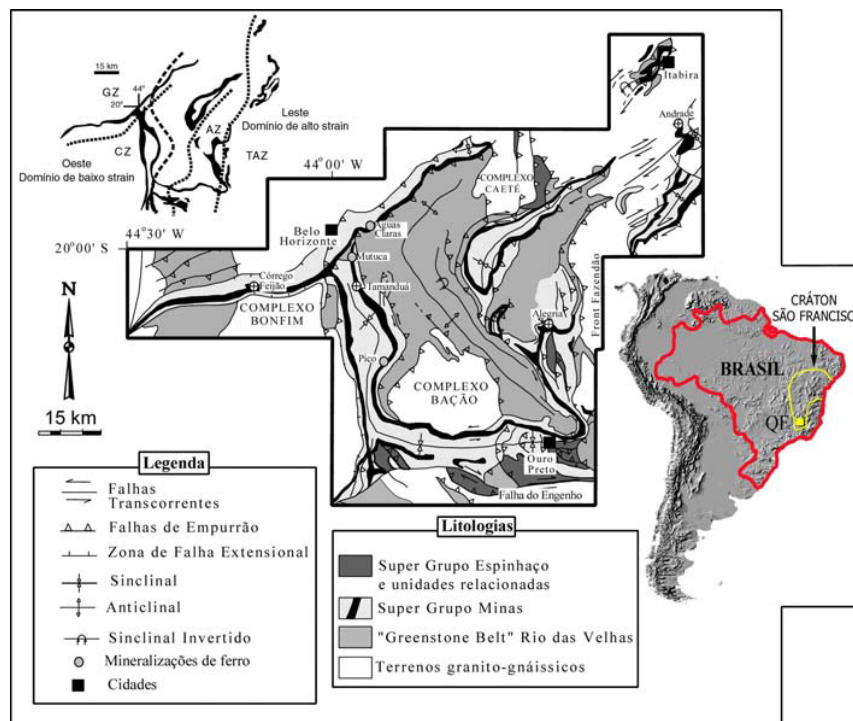 15 km
GZ
44°
20°
Leste
Domínio de alto strain
AZ
Oeste
Domínio de baixo strain
CZ
TAZ
44°00' W
44°30' W
20°00' S
Itabira
Andrade
COMPLEXO
CAETÉ
Belo
Horizonte
Águas
Claras
Mutuca
Córrego
Feijão
Tamanduá
COMPLEXO
BONFIM
Alegria
Front Fazendão
Pico
COMPLEXO
BAÇÃO
Ouro
Preto
Falha do Engenho
N
15 km
CRÁTON
SÃO FRANCISCO
BRASIL
QF
Legenda
Falhas
Transcorrentes
Falhas de Empurrão
Zona de Falha Extensional
Sinclinal
Anticlinal
Sinclinal Invertido
Mineralizações de ferro
Cidades
Litologias
Super Grupo Espinhaço
e unidades relacionadas
Super Grupo Minas
"Greenstone Belt" Rio das Velhas
Terrenos granito-gnáissicos